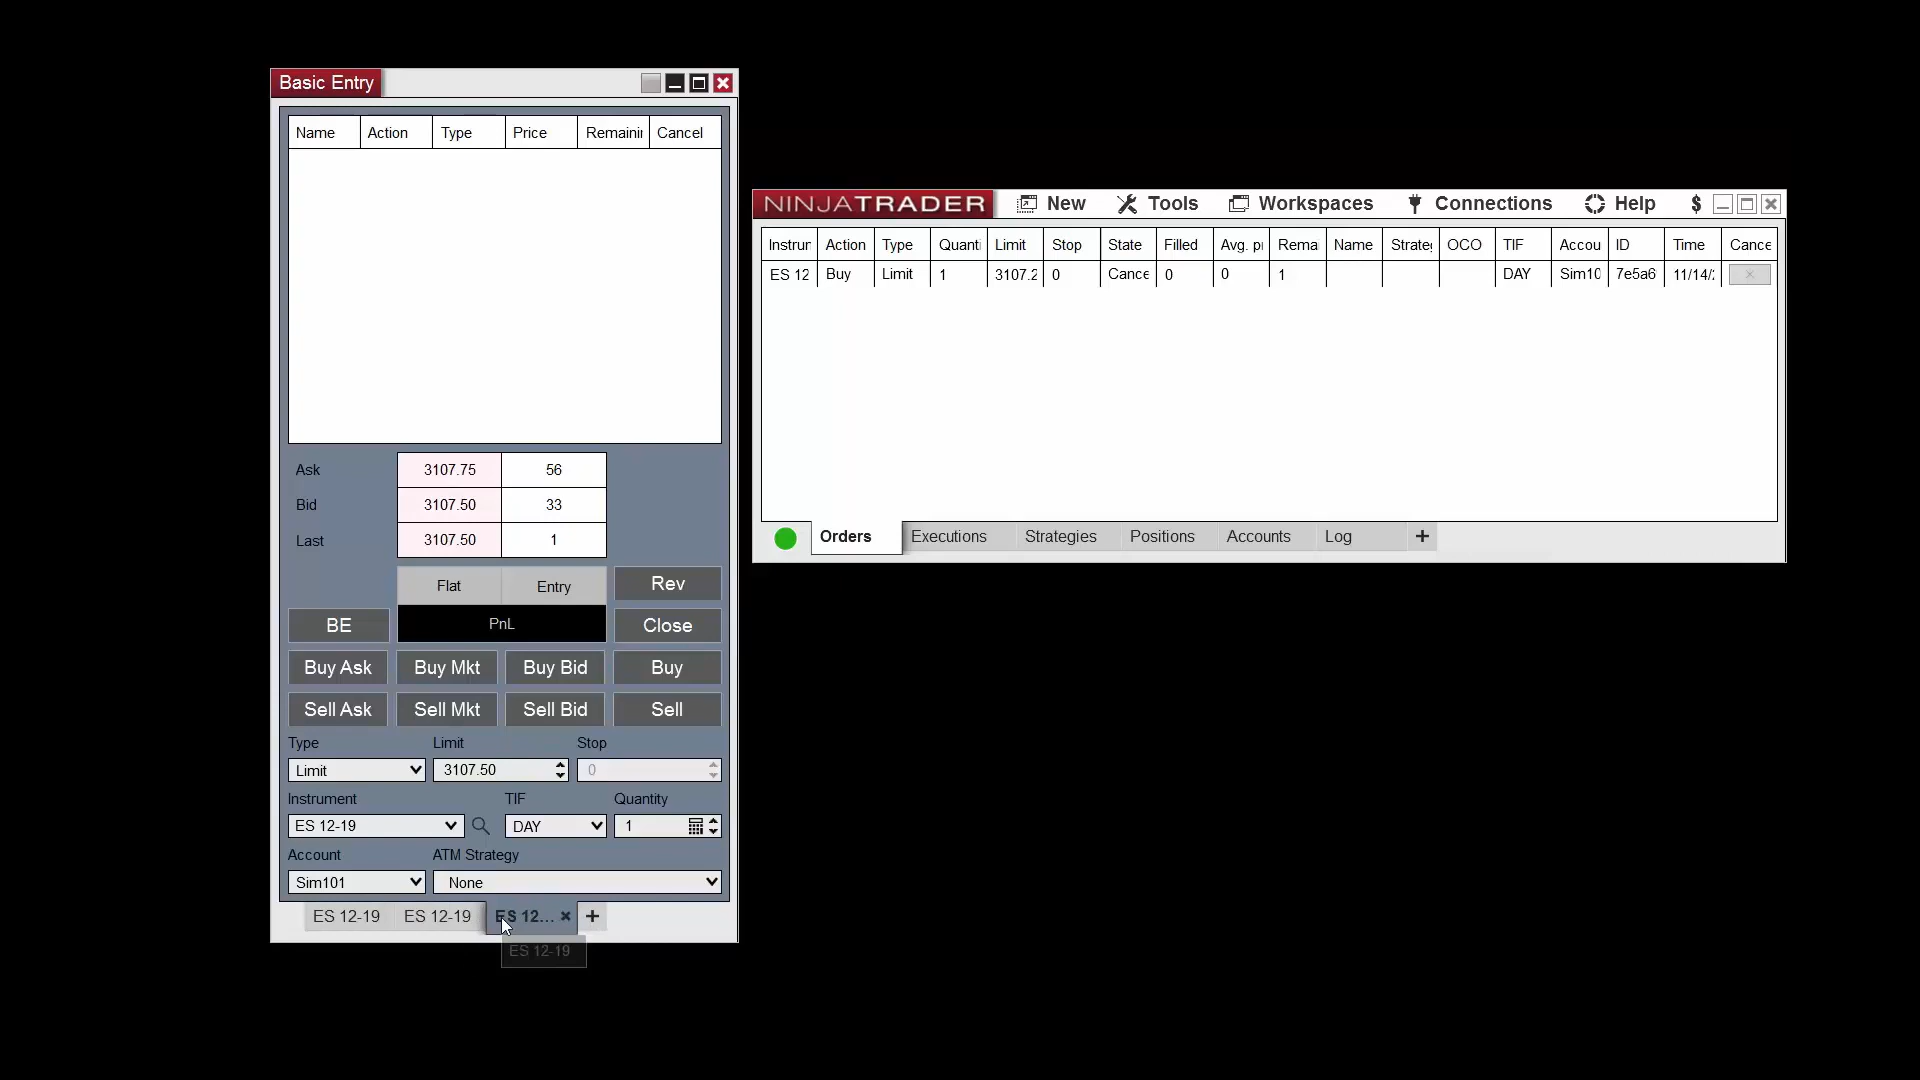 Basic Entry
Name Action Type Price Remainin Cancel
Ask 3107.75 56
Bid 3107.50 33
Last 3107.50 1
Flat Entry Rev
BE PnL Close
Buy Ask Buy Mkt Buy Bid Buy
Sell Ask Sell Mkt Sell Bid Sell
Type Limit Stop
Limit 3107.50 0
Instrument TIF Quantity
ES 12-19 DAY 1
Account ATM Strategy
Sim101 None
ES 12-19 ES 12-19 ES 12... +
ES 12-19
NINJATRADER New Tools Workspaces Connections Help $
Instrur Action Type Quanti Limit Stop State Filled Avg. pi Rema Name Strate OCO TIF Accou ID Time Cance
ES 12 Buy Limit 1 3107.2 0 Cance 0 0 1 DAY Sim10 7e5a6 11/14/
Orders Executions Strategies Positions Accounts Log +